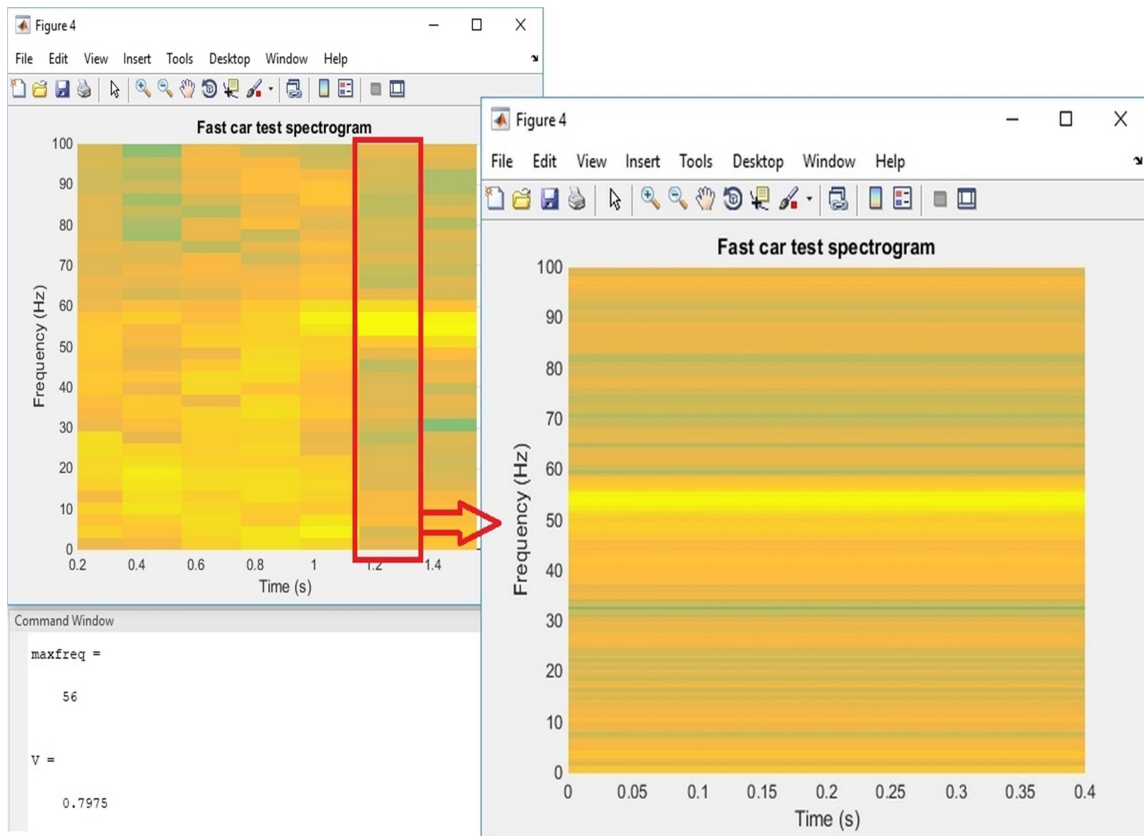 Figure 4
File Edit View Insert Tools Desktop Window Help
Fast car test spectrogram
Frequency (Hz)
100
90
80
70
60
50
40
30
20
10
0
0.2 0.4 0.6 0.8 1 1.2 1.4
Time (s)
Command Window
maxfreq =
56
V =
0.7975
Figure 4
File Edit View Insert Tools Desktop Window Help
Fast car test spectrogram
Frequency (Hz)
100
90
80
70
60
50
40
30
20
10
0
0 0.05 0.1 0.15 0.2 0.25 0.3 0.35 0.4
Time (s)